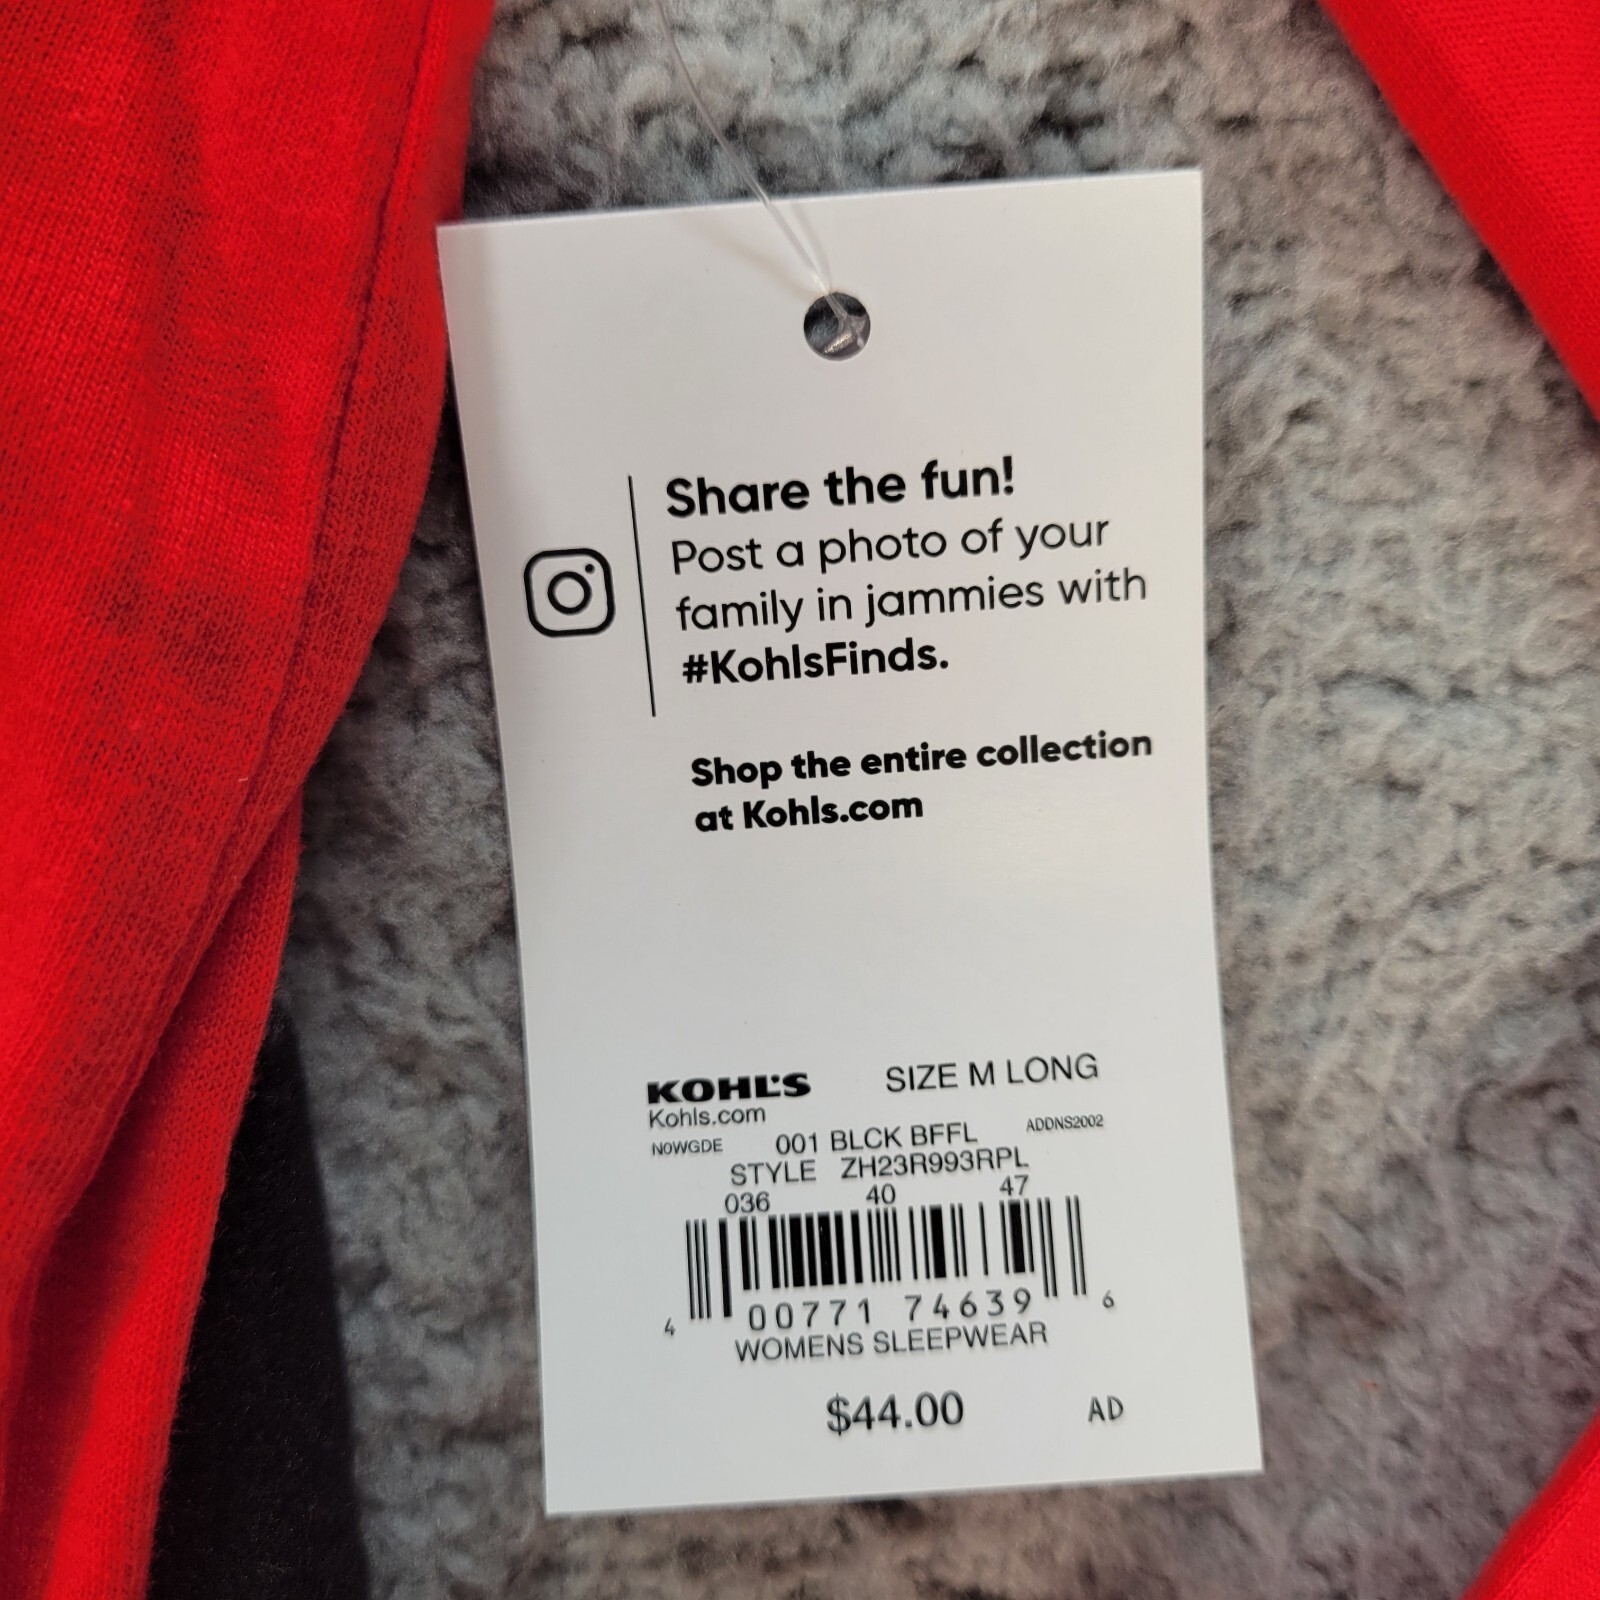 Share the fun!
Post a photo of your
family in jammies with
#KohlsFinds.
Shop the entire collection
at Kohls.com
KOHL'S SIZE M LONG
Kohls.com
N0WGDE 001 BLCK BFFL ADDNS2002
STYLE ZH23R993RPL
036 40 47
4 00771 74639 6
WOMENS SLEEPWEAR
$44.00 AD